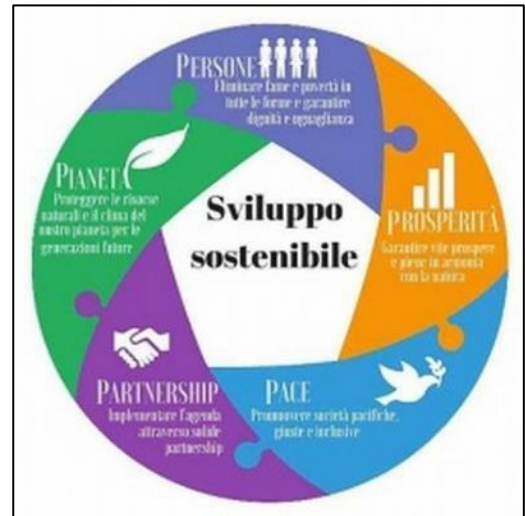 PERSONE
Eliminare fame e povertà in
tutte le forme e garantire
dignità e uguaglianza
PROSPERITÀ
Garantire vite prospere
e piene in armonia
con la natura
PACE
Promuovere società pacifiche,
giuste e inclusive
PARTNERSHIP
Implementare l'agenda
attraverso solide
partnership
PIANETA
Proteggere le risorse
naturali e il clima del
nostro pianeta per le
generazioni future
Sviluppo
sostenibile